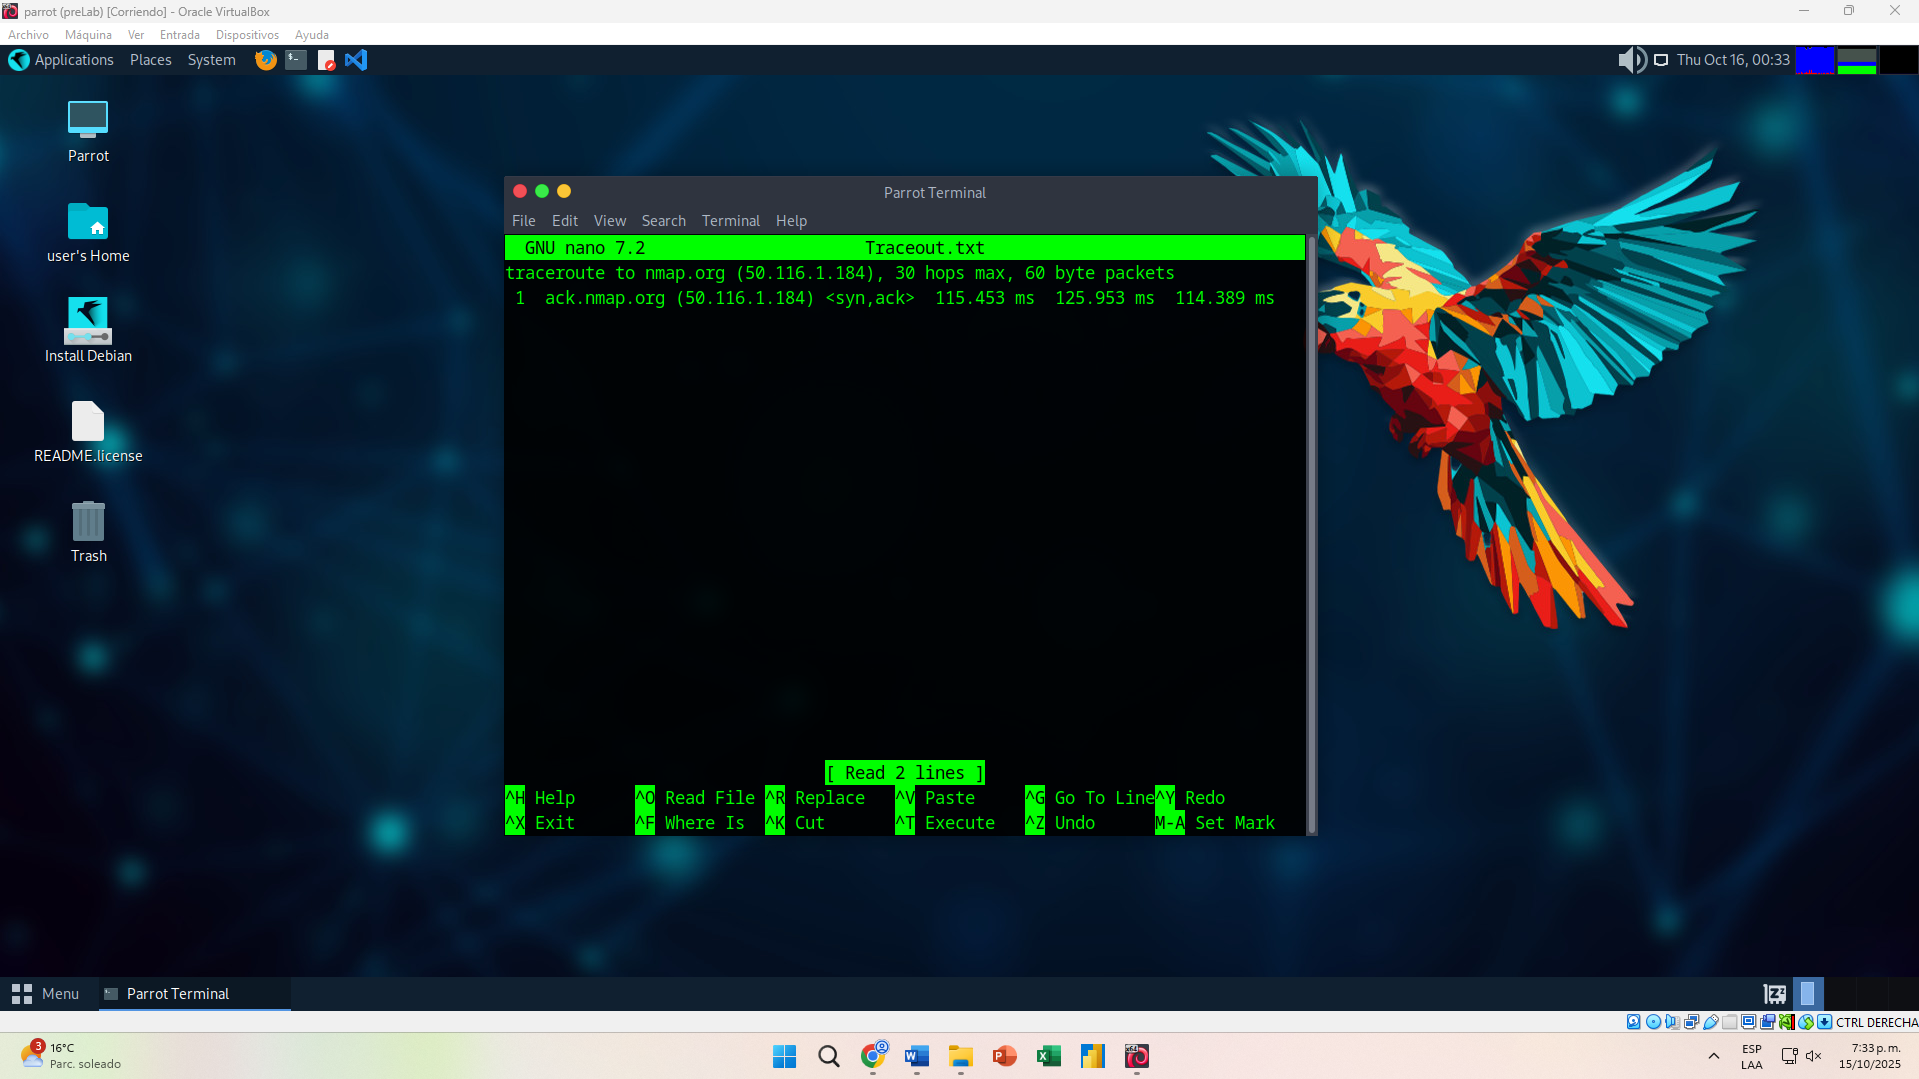 parrot (preLab) [Corriendo] - Oracle VirtualBox
Archivo Máquina Ver Entrada Dispositivos Ayuda
Applications Places System Thu Oct 16, 00:33
Parrot
user's Home
Install Debian
README.license
Trash
Parrot Terminal
File Edit View Search Terminal Help
GNU nano 7.2 Traceout.txt
traceroute to nmap.org (50.116.1.184), 30 hops max, 60 byte packets
1 ack.nmap.org (50.116.1.184) <syn,ack> 115.453 ms 125.953 ms 114.389 ms
[ Read 2 lines ]
^H Help ^O Read File ^R Replace ^V Paste ^G Go To Line ^Y Redo
^X Exit ^F Where Is ^K Cut ^T Execute ^Z Undo M-A Set Mark
Menu Parrot Terminal
CTRL DERECHA
3
16°C
Parc. soleado
ESP
LAA
7:33 p. m.
15/10/2025